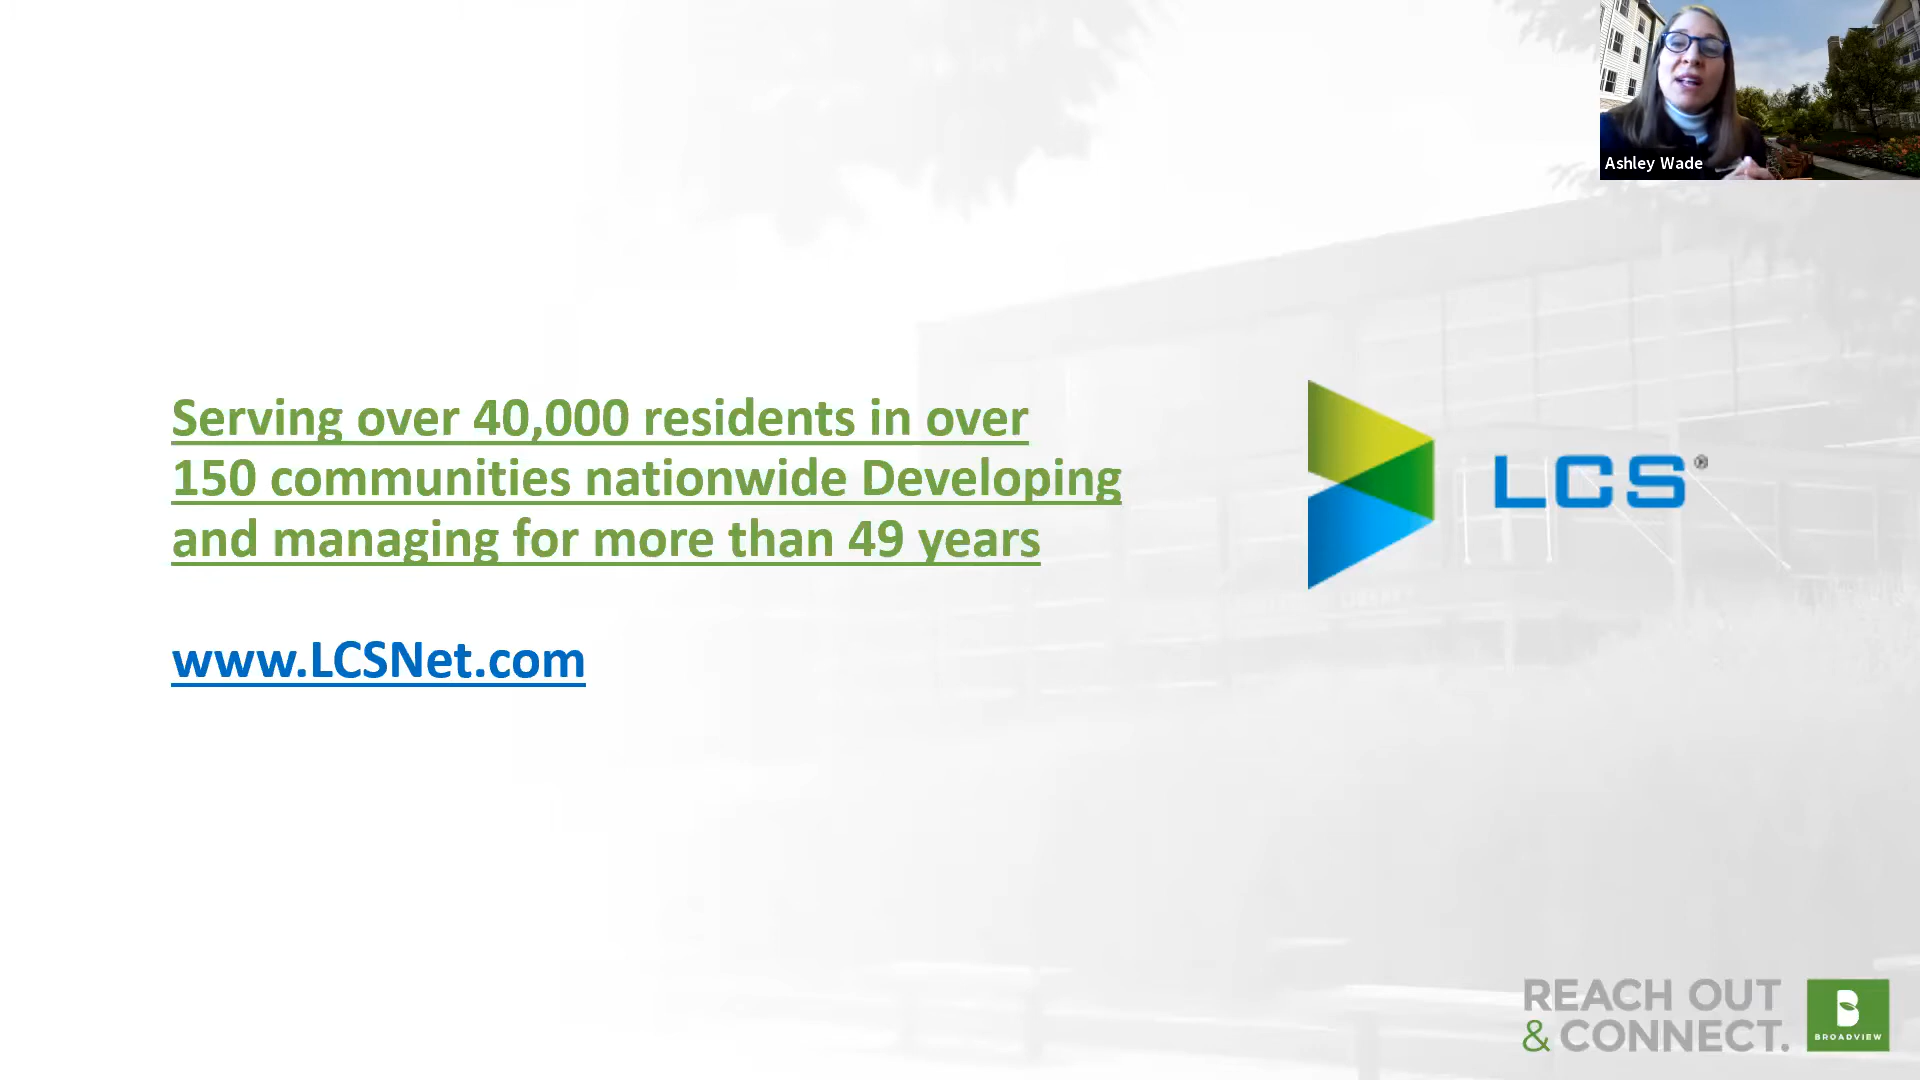 Ashley Wade
Serving over 40,000 residents in over
150 communities nationwide Developing
and managing for more than 49 years
www.LCSNet.com
LCS®
REACH OUT
& CONNECT.
B
BROADVIEW